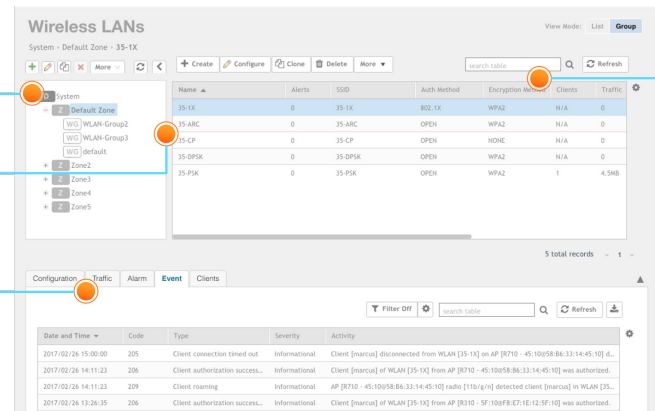 Wireless LANs
View Mode: List Group
System - Default Zone - 35-1X
More
Create Configure Clone Delete More
search table
Refresh
System
Z Default Zone
WG WLAN-Group2
WG WLAN-Group3
WG default
+ Z Zone2
+ Z Zone3
+ Z Zone4
+ Z Zone5
Name Alerts SSID Auth Method Encryption Method Clients Traffic
35-1X 0 35-1X 802.1X WPA2 N/A 0
35-ARC 0 35-ARC OPEN WPA2 N/A 0
35-CP 0 35-CP OPEN NONE N/A 0
35-DPSK 0 35-DPSK OPEN WPA2 N/A 0
35-PSK 0 35-PSK OPEN WPA2 1 4.5MB
5 total records - 1 -
Configuration Traffic Alarm Event Clients
Filter Off search table Refresh
Date and Time Code Type Severity Activity
2017/02/26 15:00:00 205 Client connection timed out Informational Client [marcus] disconnected from WLAN [35-1X] on AP [R710 - 45:10@58:B6:33:14:45:10] d...
2017/02/26 14:11:23 206 Client authorization success... Informational Client [marcus] of WLAN [35-1X] from AP [R710 - 45:10@58:B6:33:14:45:10] was authorized.
2017/02/26 14:11:23 209 Client roaming Informational AP [R710 - 45:10@58:B6:33:14:45:10] radio [11b/g/n] detected client [marcus] in WLAN [35...
2017/02/26 13:26:35 206 Client authorization success... Informational Client [marcus] of WLAN [35-1X] from AP [R310 - 5F:10@F8:E7:1E:12:5F:10] was authorized.